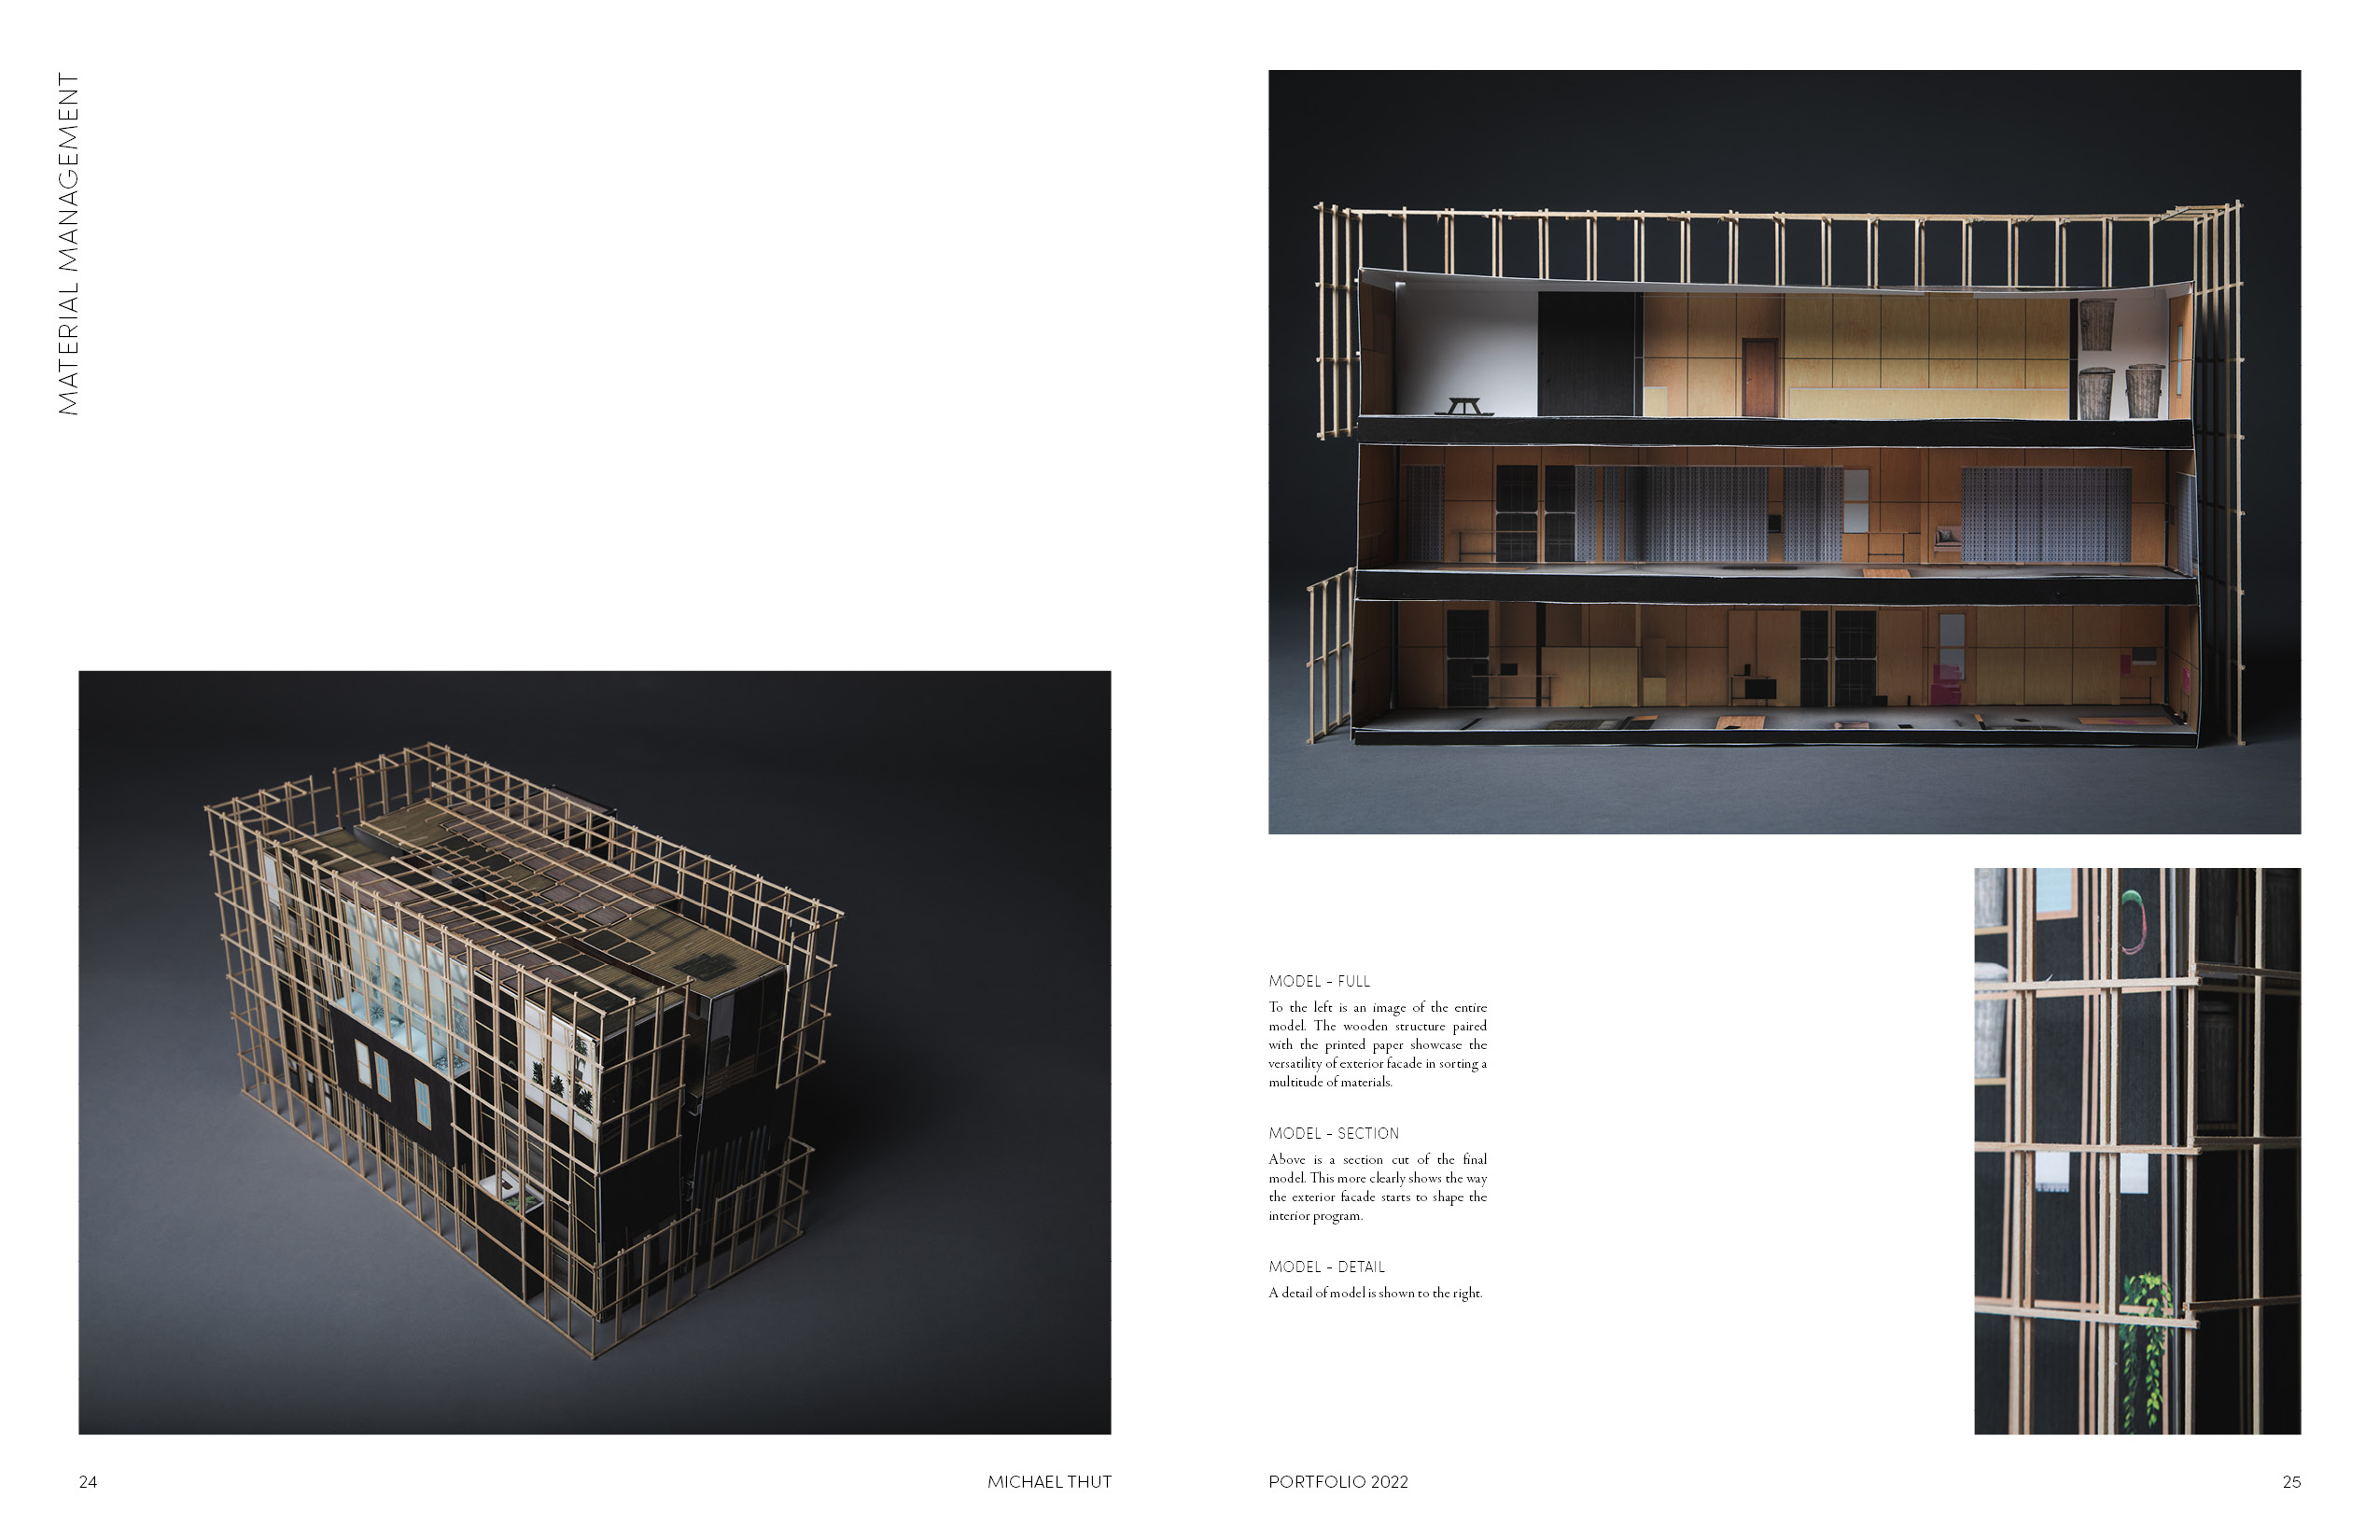 MATERIAL MANAGEMENT
MODEL - FULL
To the left is an image of the entire
model. The wooden structure paired
with the printed paper showcase the
versatility of exterior facade in sorting a
multitude of materials.
MODEL - SECTION
Above is a section cut of the final
model. This more clearly shows the way
the exterior facade starts to shape the
interior program.
MODEL - DETAIL
A detail of model is shown to the right.
24
MICHAEL THUT
PORTFOLIO 2022
25